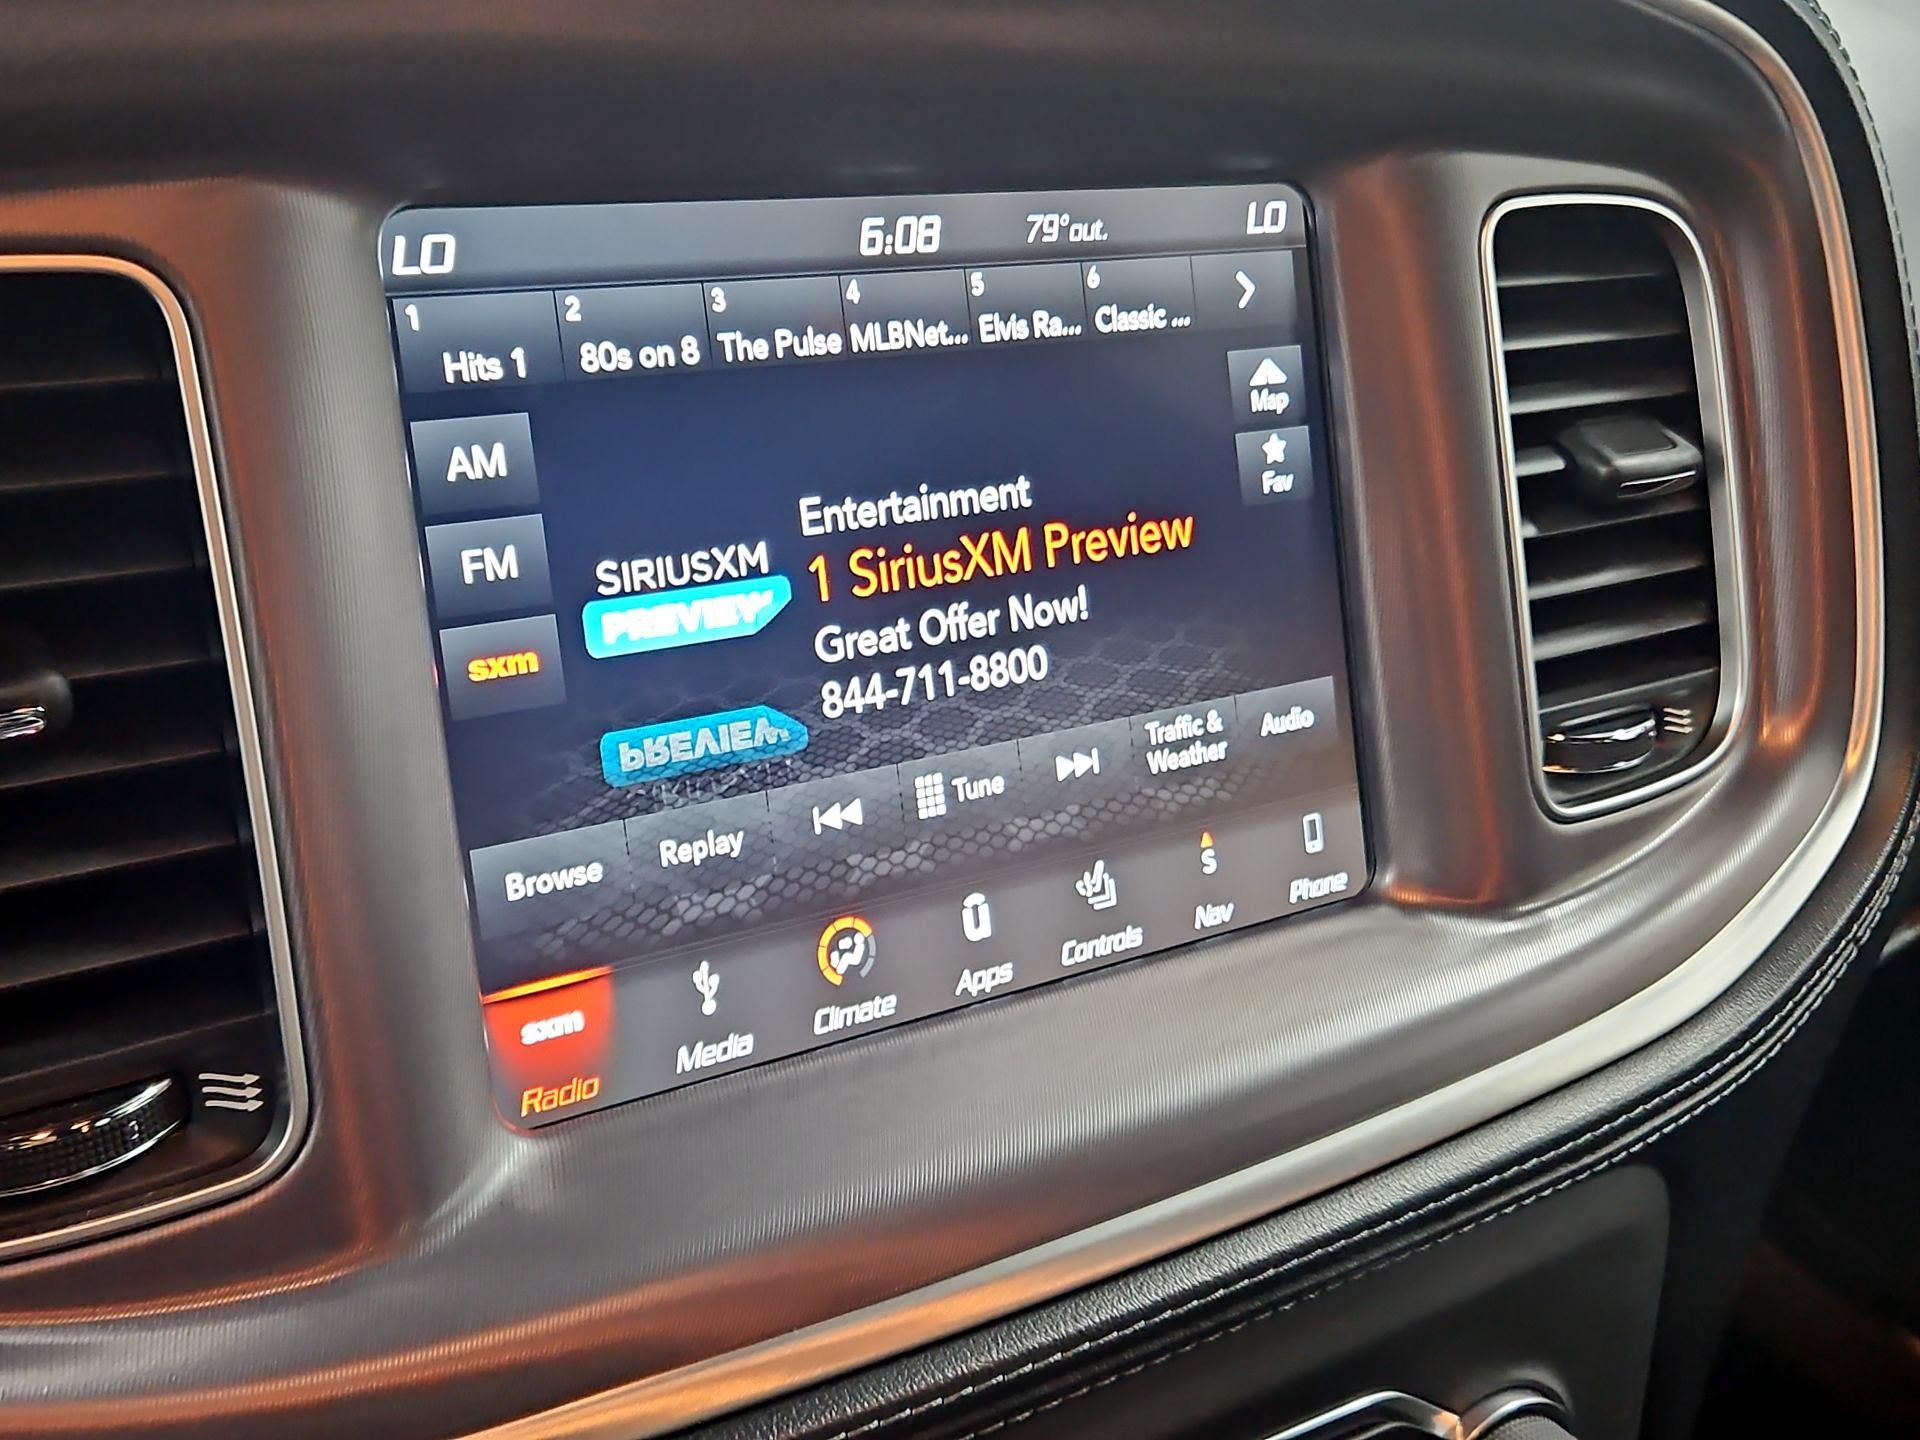 LO 6:08 79°out. LO
1 2 3 4 5 6
Hits 1 80s on 8 The Pulse MLBNet... Elvis Ra... Classic ...
Map
AM
Fav
FM
sxm
SIRIUSXM
PREVIEW
Entertainment
1 SiriusXM Preview
Great Offer Now!
844-711-8800
PREVIEW
Browse Replay Tune Traffic & Weather Audio
sxm S
Radio Media Climate Apps Controls Nav Phone